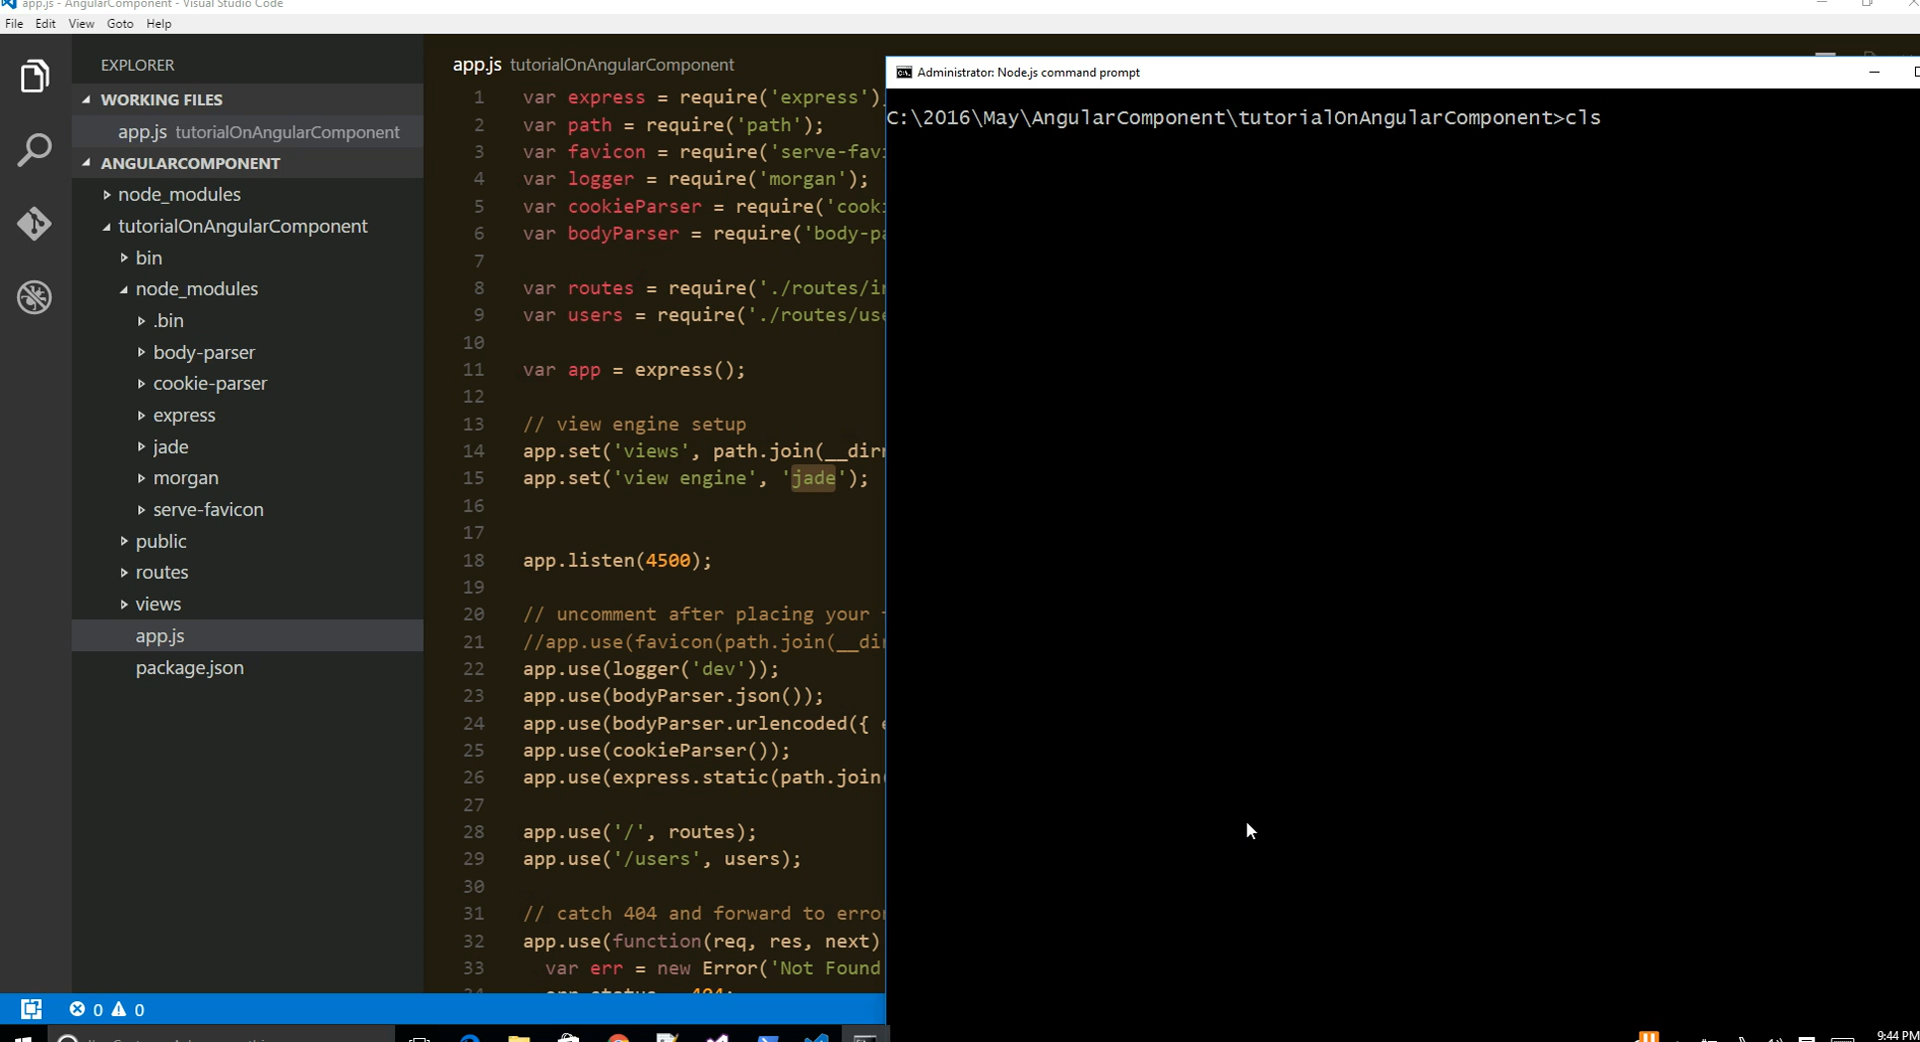 app.js - AngularComponent - Visual Studio Code
File Edit View Goto Help
EXPLORER
WORKING FILES
app.js tutorialOnAngularComponent
ANGULARCOMPONENT
node_modules
tutorialOnAngularComponent
bin
node_modules
.bin
body-parser
cookie-parser
express
jade
morgan
serve-favicon
public
routes
views
app.js
package.json
app.js tutorialOnAngularComponent
1 var express = require('express')
2 var path = require('path');
3 var favicon = require('serve-favi
4 var logger = require('morgan');
5 var cookieParser = require('cook
6 var bodyParser = require('body-pa
7
8 var routes = require('./routes/in
9 var users = require('./routes/use
10
11 var app = express();
12
13 // view engine setup
14 app.set('views', path.join(__dirn
15 app.set('view engine', 'jade');
16
17
18 app.listen(4500);
19
20 // uncomment after placing your
21 //app.use(favicon(path.join(__dir
22 app.use(logger('dev'));
23 app.use(bodyParser.json());
24 app.use(bodyParser.urlencoded({ e
25 app.use(cookieParser());
26 app.use(express.static(path.join(
27
28 app.use('/', routes);
29 app.use('/users', users);
30
31 // catch 404 and forward to error
32 app.use(function(req, res, next)
33 var err = new Error('Not Found
Administrator: Node.js command prompt
C:\2016\May\AngularComponent\tutorialOnAngularComponent>cls
0 0
9:44 PM